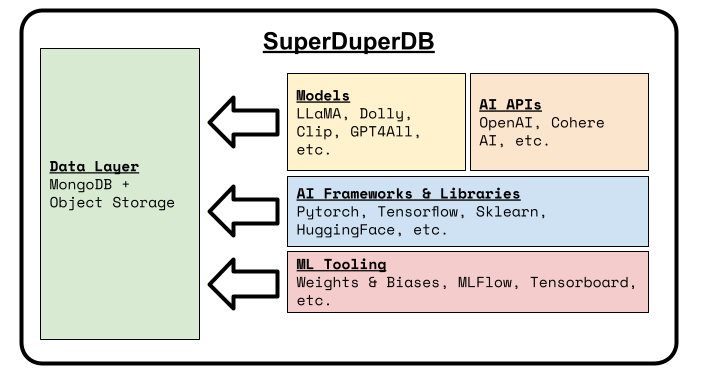 SuperDuperDB
Data Layer
MongoDB +
Object Storage
Models
LLaMA, Dolly,
Clip, GPT4All,
etc.
AI APIs
OpenAI, Cohere
AI, etc.
AI Frameworks & Libraries
Pytorch, Tensorflow, Sklearn,
HuggingFace, etc.
ML Tooling
Weights & Biases, MLFlow, Tensorboard,
etc.